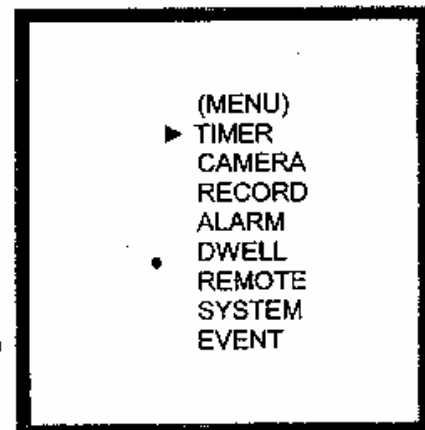 (MENU)
▶ TIMER
CAMERA
RECORD
ALARM
DWELL
REMOTE
SYSTEM
EVENT